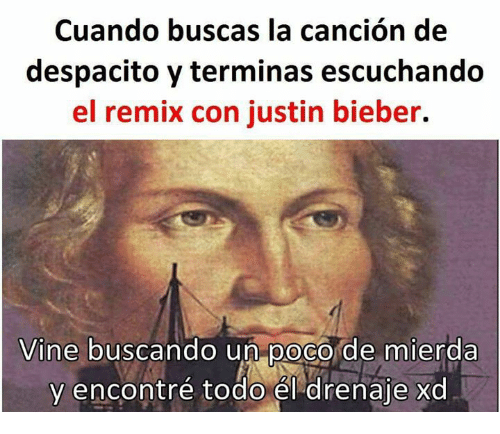 Cuando buscas la canción de
despacito y terminas escuchando
el remix con justin bieber.
Vine buscando un poco de mierda
y encontré todo él drenaje xd